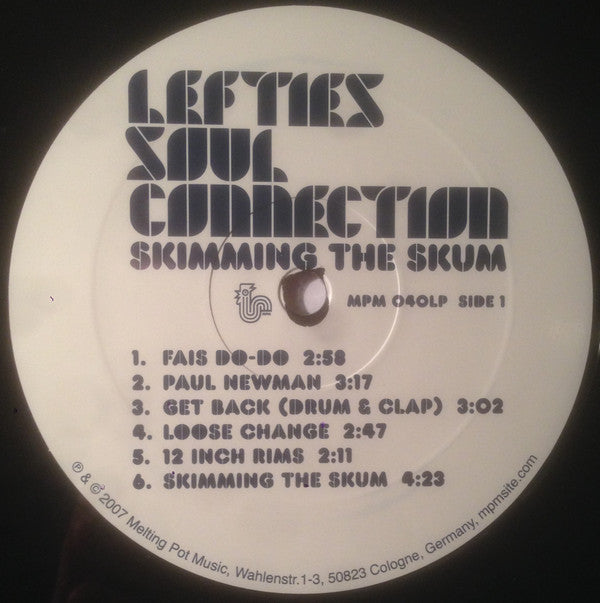 LEFTIES
SOUL
CONNECTION
SKIMMING THE SKUM
MPM 040LP SIDE 1
1. FAIS DO-DO 2:58
2. PAUL NEWMAN 3:17
3. GET BACK (DRUM & CLAP) 3:02
4. LOOSE CHANGE 2:47
5. 12 INCH RIMS 2:11
6. SKIMMING THE SKUM 4:23
℗ & © 2007 Melting Pot Music, Wahlenstr.1-3, 50823 Cologne, Germany, mpmsite.com